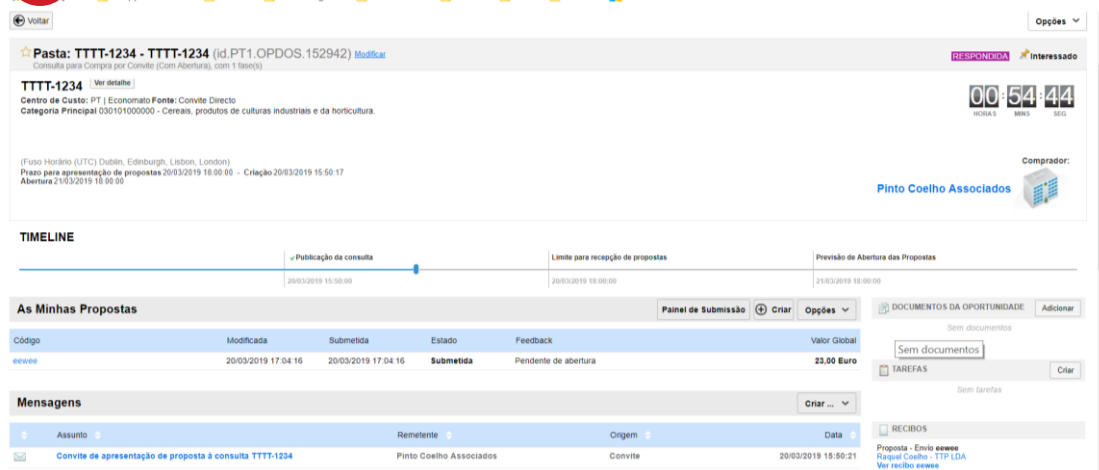 Voltar
Opções
Pasta: TTTT-1234 - TTTT-1234 (id.PT1.OPDOS.152942) Modificar
Consulta para Compra por Convite (Com Abertura), com 1 fase(s)
RESPONDIDA
Interessado
TTTT-1234 Ver detalhe
Centro de Custo: PT | Economato Fonte: Convite Directo
Categoria Principal 030101000000 - Cereais, produtos de culturas industriais e da horticultura.
00:54:44
HORAS MINS SEG
(Fuso Horário (UTC) Dublin, Edinburgh, Lisbon, London)
Prazo para apresentação de propostas 20/03/2019 18:00:00 - Criação 20/03/2019 15:50:17
Abertura 21/03/2019 18:00:00
Comprador:
Pinto Coelho Associados
TIMELINE
Publicação da consulta
Limite para recepção de propostas
Previsão de Abertura das Propostas
20/03/2019 15:50:00
20/03/2019 18:00:00
21/03/2019 18:00:00
As Minhas Propostas
Painel de Submissão
Criar
Opções
Código Modificada Submetida Estado Feedback Valor Global
eewee 20/03/2019 17:04:16 20/03/2019 17:04:16 Submetida Pendente de abertura 23,00 Euro
Mensagens
Criar ...
Assunto Remetente Origem Data
Convite de apresentação de proposta à consulta TTTT-1234 Pinto Coelho Associados Convite 20/03/2019 15:50:21
DOCUMENTOS DA OPORTUNIDADE
Adicionar
Sem documentos
Sem documentos
TAREFAS
Criar
Sem tarefas
RECIBOS
Proposta - Envio eewee
Raquel Coelho - TTP LDA
Ver recibo eewee